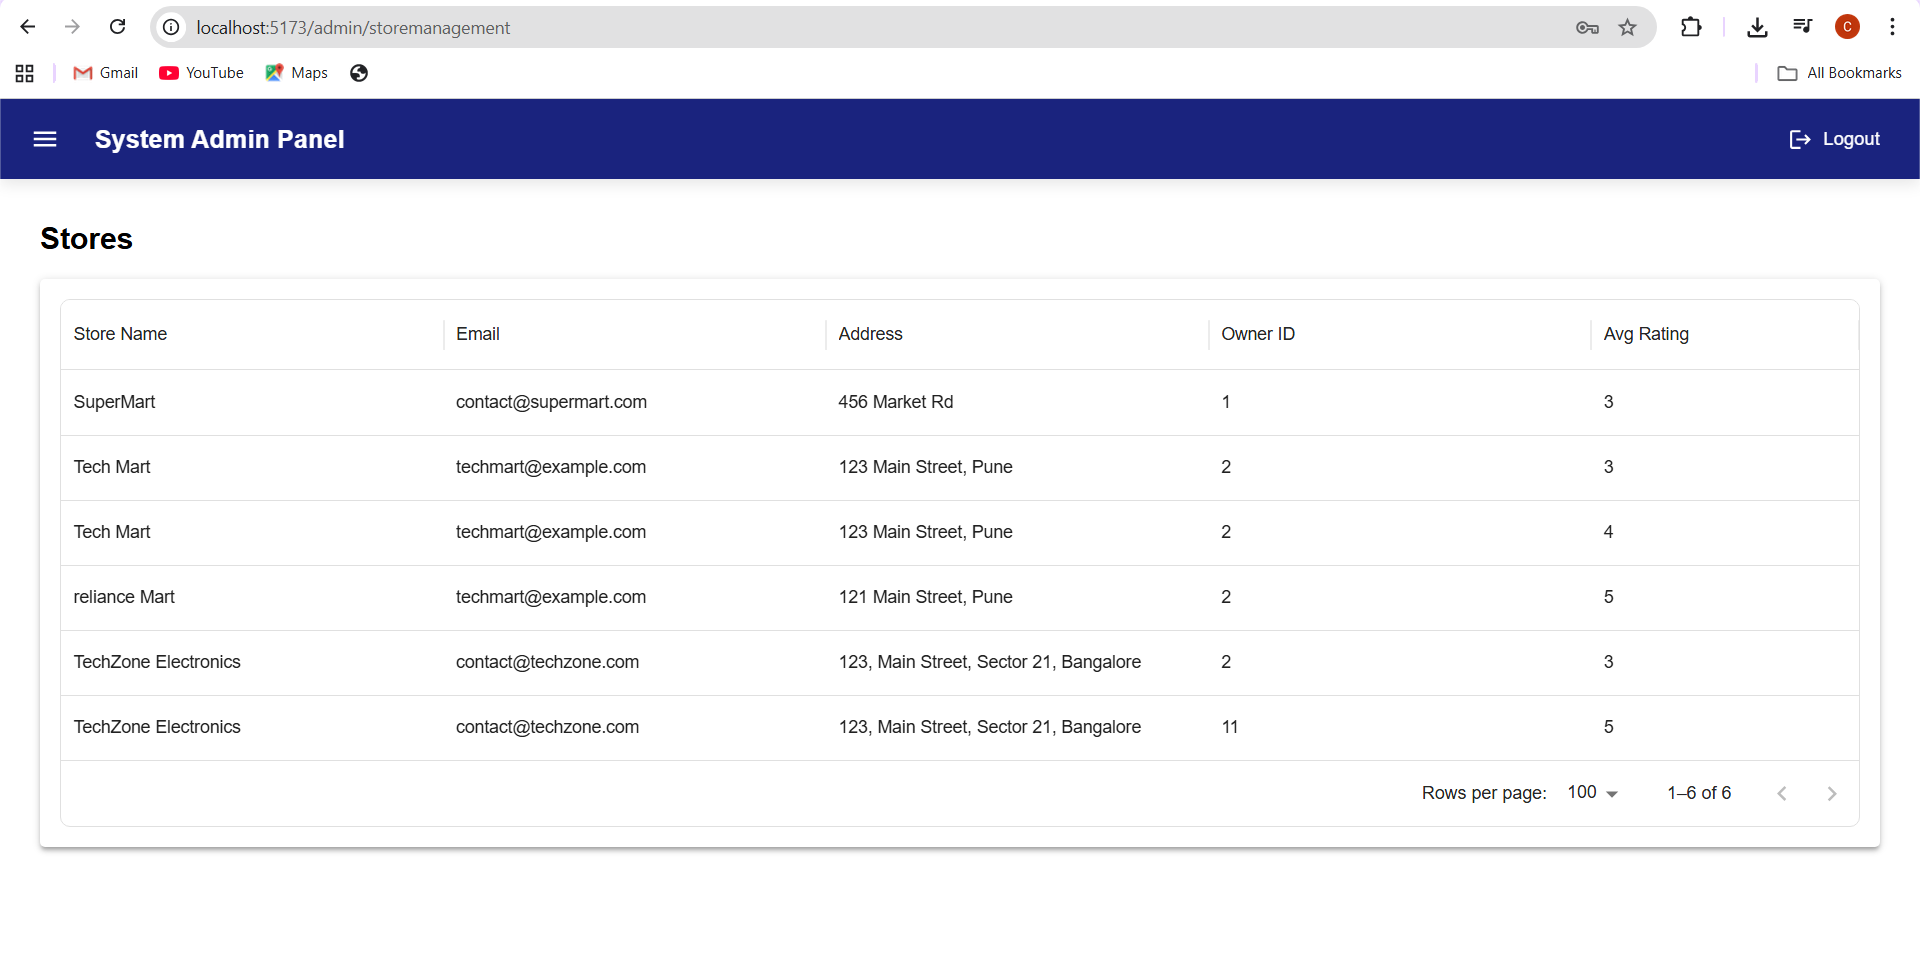 localhost:5173/admin/storemanagement
C
Gmail YouTube Maps All Bookmarks
System Admin Panel Logout
Stores
Store Name Email Address Owner ID Avg Rating
SuperMart contact@supermart.com 456 Market Rd 1 3
Tech Mart techmart@example.com 123 Main Street, Pune 2 3
Tech Mart techmart@example.com 123 Main Street, Pune 2 4
reliance Mart techmart@example.com 121 Main Street, Pune 2 5
TechZone Electronics contact@techzone.com 123, Main Street, Sector 21, Bangalore 2 3
TechZone Electronics contact@techzone.com 123, Main Street, Sector 21, Bangalore 11 5
Rows per page: 100 1–6 of 6